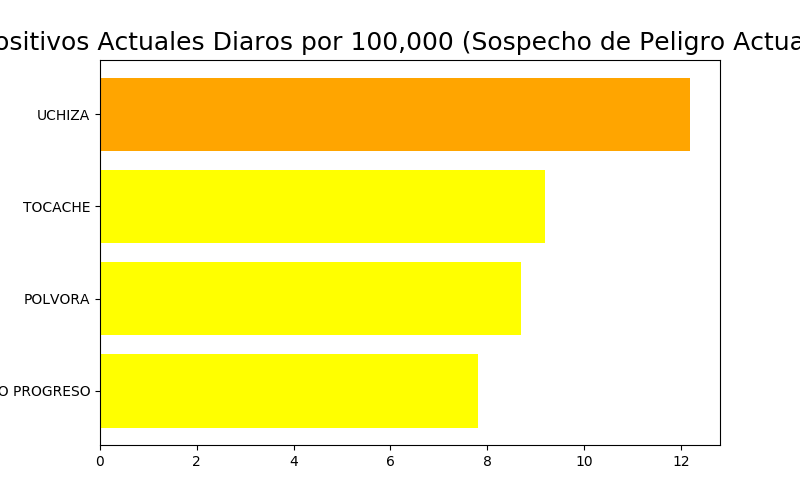 ositivos Actuales Diaros por 100,000 (Sospecho de Peligro Actua
UCHIZA
TOCACHE
POLVORA
O PROGRESO
0 2 4 6 8 10 12